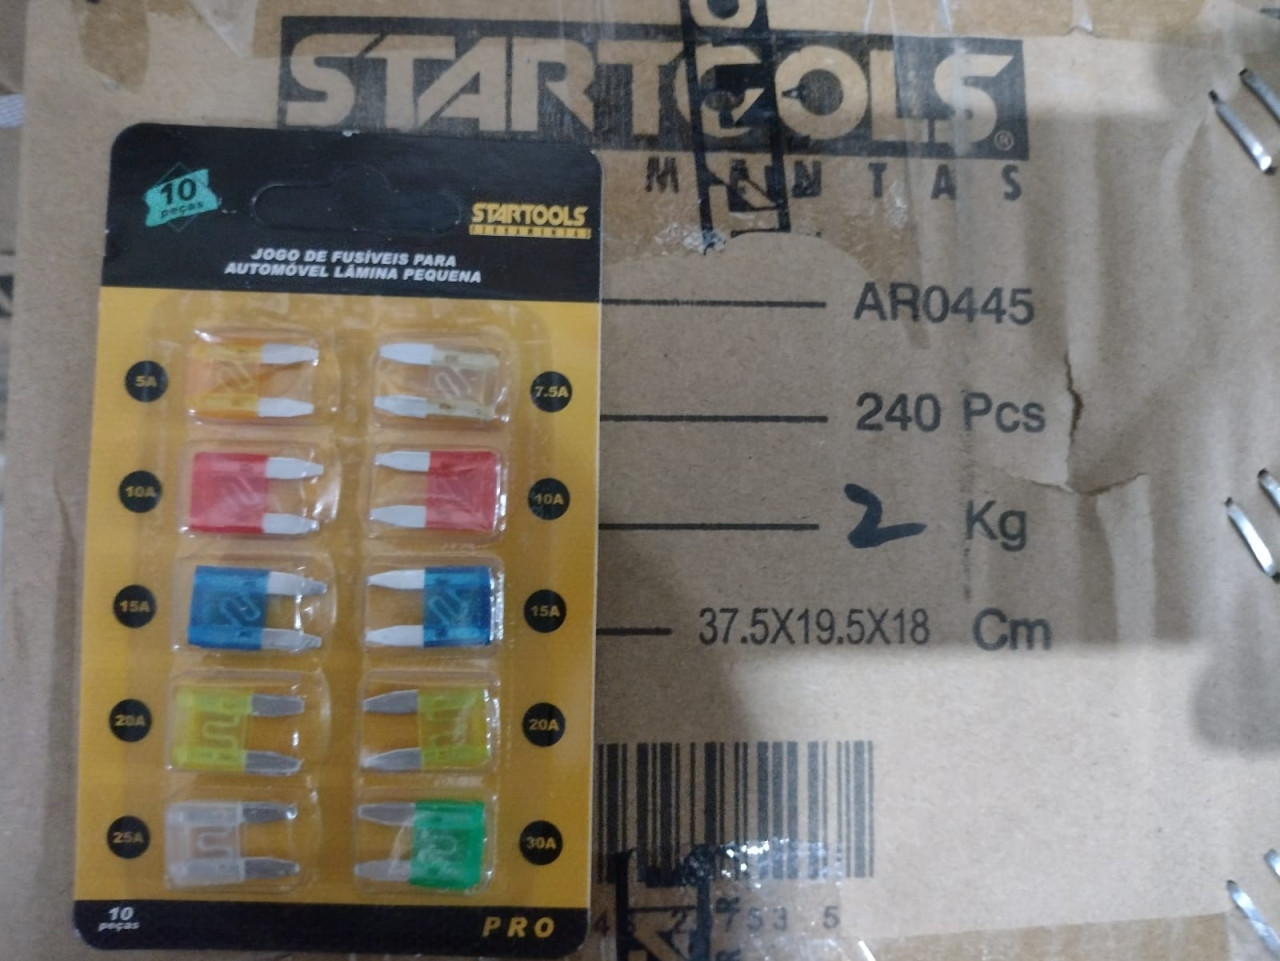 STARTOOLS
10
peças
STARTOOLS
FERRAMENTAS
JOGO DE FUSÍVEIS PARA
AUTOMÓVEL LÂMINA PEQUENA
5A
7.5A
10A
10A
15A
15A
20A
20A
25A
30A
10
peças
PRO
AR0445
240 Pcs
2 Kg
37.5X19.5X18 Cm